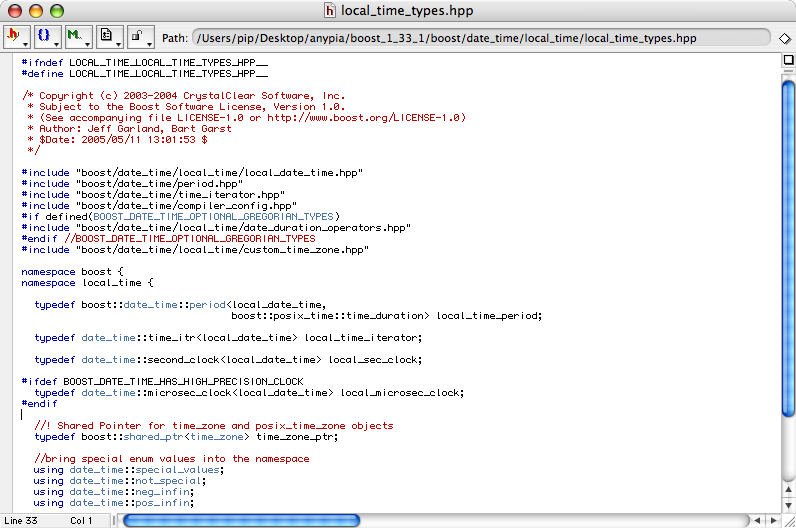 local_time_types.hpp
h {} M Path: /Users/pip/Desktop/anypia/boost_1_33_1/boost/date_time/local_time/local_time_types.hpp
#ifndef LOCAL_TIME_LOCAL_TIME_TYPES_HPP__
#define LOCAL_TIME_LOCAL_TIME_TYPES_HPP__
/* Copyright (c) 2003-2004 CrystalClear Software, Inc.
 * Subject to the Boost Software License, Version 1.0.
 * (See accompanying file LICENSE-1.0 or http://www.boost.org/LICENSE-1.0)
 * Author: Jeff Garland, Bart Garst
 * $Date: 2005/05/11 13:01:53 $
 */
#include "boost/date_time/local_time/local_date_time.hpp"
#include "boost/date_time/period.hpp"
#include "boost/date_time/time_iterator.hpp"
#include "boost/date_time/compiler_config.hpp"
#if defined(BOOST_DATE_TIME_OPTIONAL_GREGORIAN_TYPES)
#include "boost/date_time/local_time/date_duration_operators.hpp"
#endif //BOOST_DATE_TIME_OPTIONAL_GREGORIAN_TYPES
#include "boost/date_time/local_time/custom_time_zone.hpp"
namespace boost {
namespace local_time {
  typedef boost::date_time::period<local_date_time,
                                   boost::posix_time::time_duration> local_time_period;
  typedef date_time::time_itr<local_date_time> local_time_iterator;
  typedef date_time::second_clock<local_date_time> local_sec_clock;
#ifdef BOOST_DATE_TIME_HAS_HIGH_PRECISION_CLOCK
  typedef date_time::microsec_clock<local_date_time> local_microsec_clock;
#endif
  //! Shared Pointer for time_zone and posix_time_zone objects
  typedef boost::shared_ptr<time_zone> time_zone_ptr;
  //bring special enum values into the namespace
  using date_time::special_values;
  using date_time::not_special;
  using date_time::neg_infin;
  using date_time::pos_infin;
Line 33 Col 1